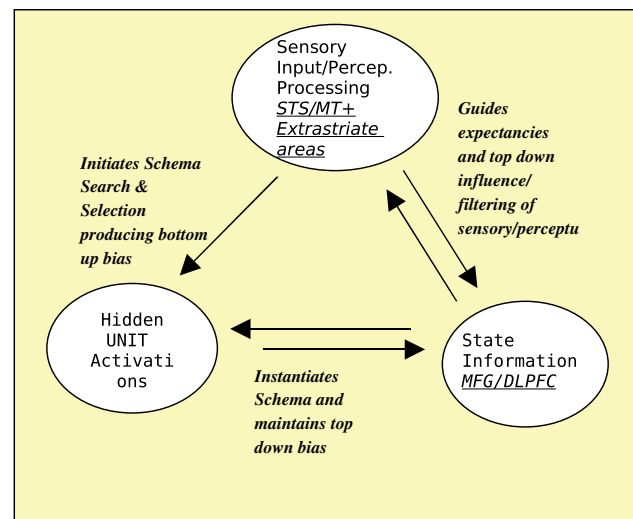 Sensory
Input/Percep.
Processing
STS/MT+
Extrastriate
areas
Guides
expectancies
and top down
influence/
filtering of
sensory/perceptu
Initiates Schema
Search &
Selection
producing bottom
up bias
Hidden
UNIT
Activati
ons
State
Information
MFG/DLPFC
Instantiates
Schema and
maintains top
down bias